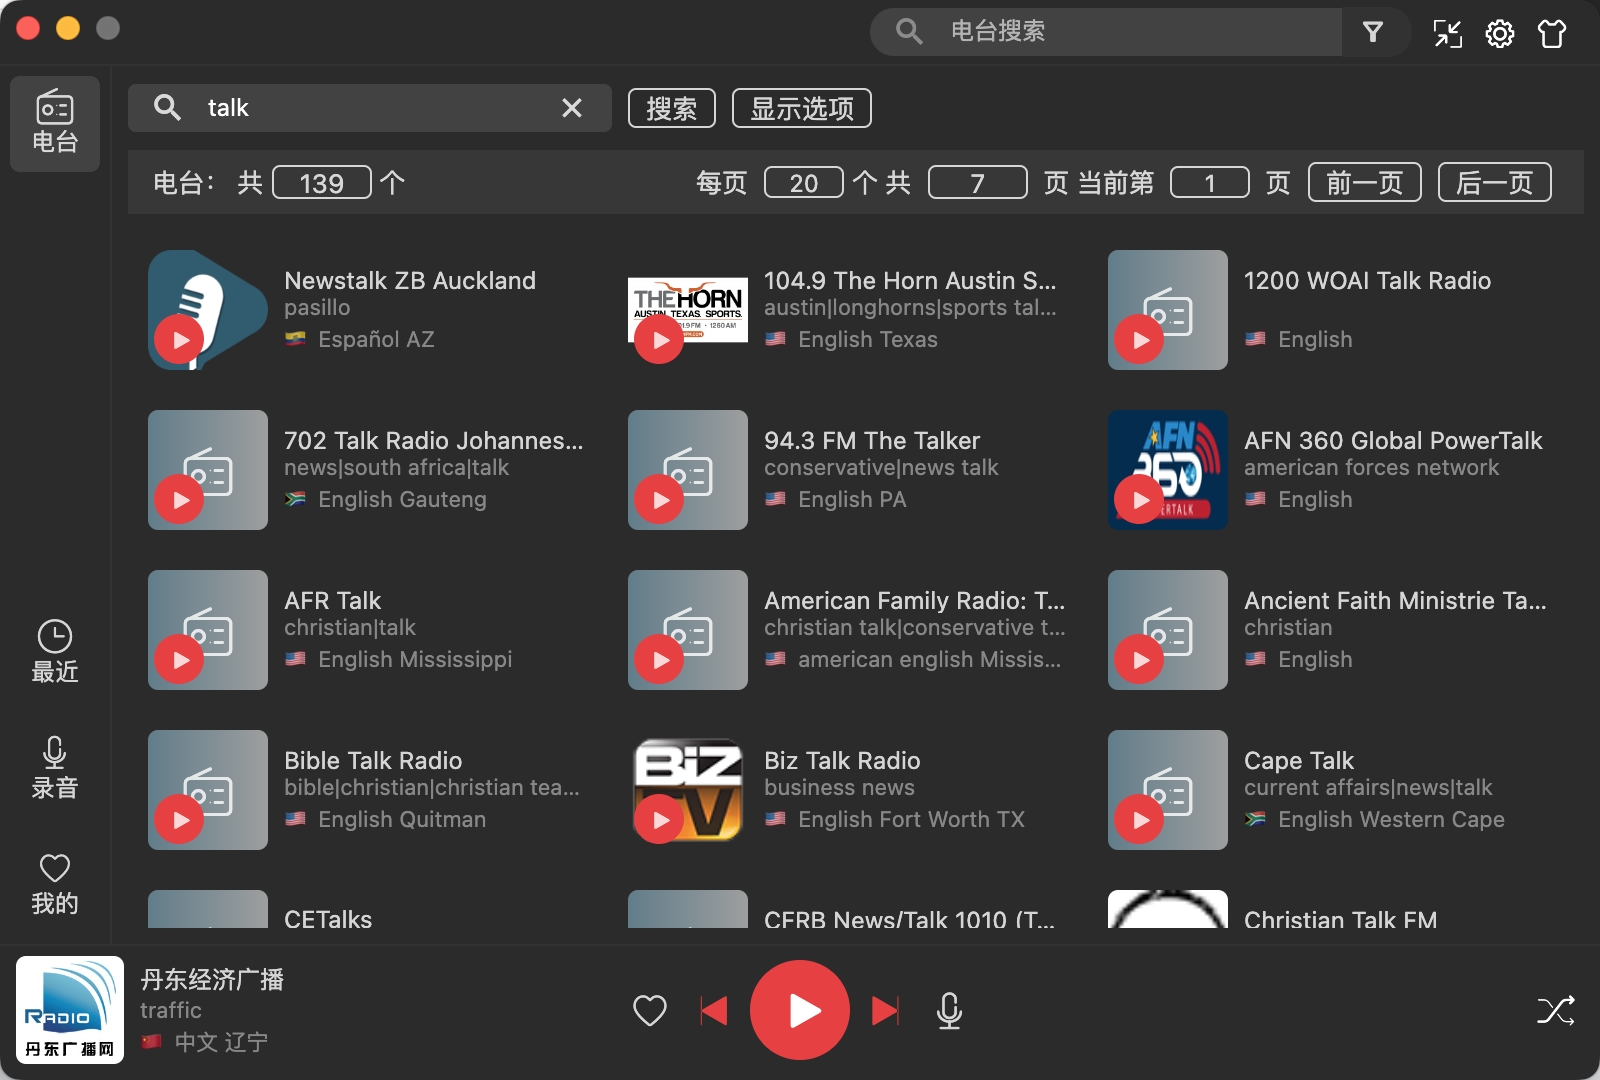 电台搜索
电台
talk
搜索
显示选项
电台： 共 139 个
每页 20 个 共 7 页 当前第 1 页 前一页 后一页
Newstalk ZB Auckland
pasillo
Español AZ
THE HORN
AUSTIN, TEXAS. SPORTS.
1260 AM
104.9 The Horn Austin S...
austin|longhorns|sports tal...
English Texas
1200 WOAI Talk Radio
English
702 Talk Radio Johannes...
news|south africa|talk
English Gauteng
94.3 FM The Talker
conservative|news talk
English PA
AFN
360
AFN 360 Global PowerTalk
american forces network
English
AFR Talk
christian|talk
English Mississippi
American Family Radio: T...
christian talk|conservative t...
american english Missis...
Ancient Faith Ministrie Ta...
christian
English
Bible Talk Radio
bible|christian|christian tea...
English Quitman
BiZ
TV
Biz Talk Radio
business news
English Fort Worth TX
Cape Talk
current affairs|news|talk
English Western Cape
CETalks
CFRB News/Talk 1010 (T...
Christian Talk FM
最近
录音
我的
RADIO
丹东广播网
丹东经济广播
traffic
中文 辽宁